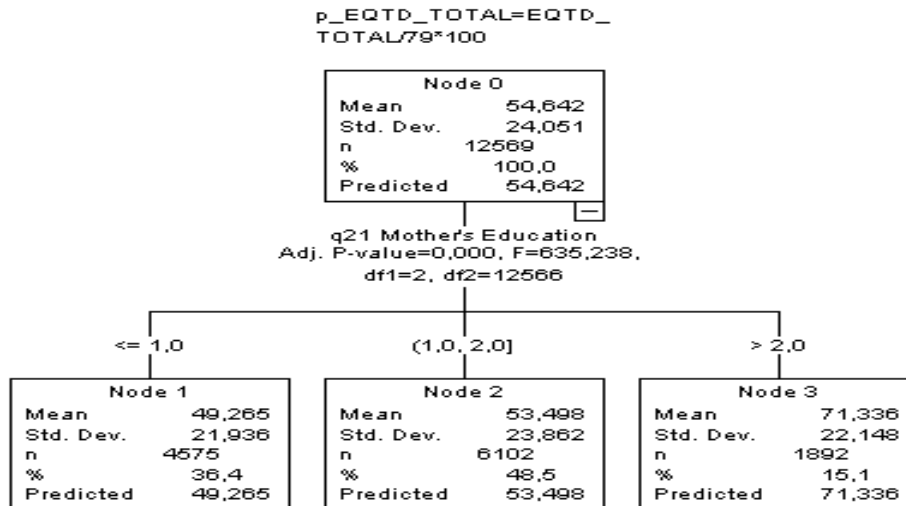 p_EQTD_TOTAL=EQTD_
TOTAL/79*100
Node 0
Mean 54,642
Std. Dev. 24,051
n 12569
% 100,0
Predicted 54,642
q21 Mother's Education
Adj. P-value=0,000, F=635,238,
df1=2, df2=12566
<= 1,0
(1,0, 2,0]
> 2,0
Node 1
Mean 49,265
Std. Dev. 21,936
n 4575
% 36,4
Predicted 49,265
Node 2
Mean 53,498
Std. Dev. 23,862
n 6102
% 48,5
Predicted 53,498
Node 3
Mean 71,336
Std. Dev. 22,148
n 1892
% 15,1
Predicted 71,336